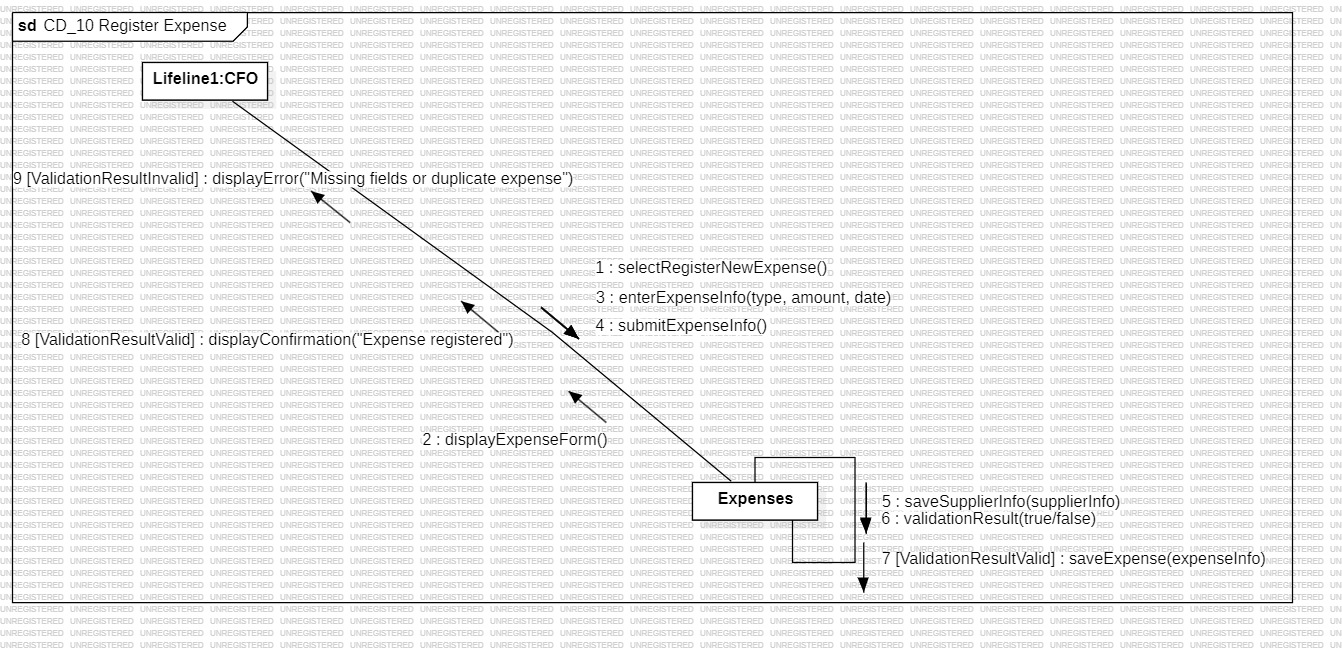 sd CD_10 Register Expense
Lifeline1:CFO
9 [ValidationResultInvalid] : displayError("Missing fields or duplicate expense")
1 : selectRegisterNewExpense()
3 : enterExpenseInfo(type, amount, date)
4 : submitExpenseInfo()
8 [ValidationResultValid] : displayConfirmation("Expense registered")
2 : displayExpenseForm()
Expenses
5 : saveSupplierInfo(supplierInfo)
6 : validationResult(true/false)
7 [ValidationResultValid] : saveExpense(expenseInfo)
UNREGISTERED